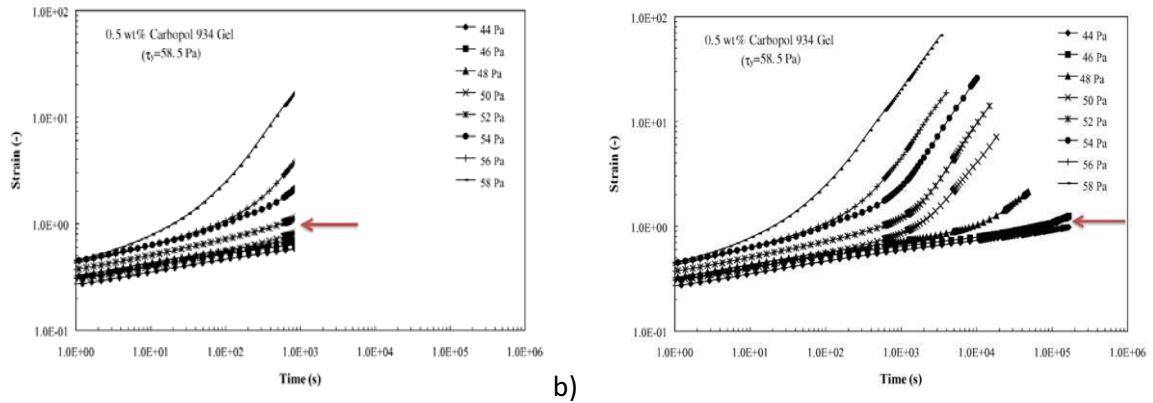 1.0E+02
1.0E+01
1.0E+00
1.0E-01
Strain (-)
0.5 wt% Carbopol 934 Gel
(τy=58.5 Pa)
44 Pa
46 Pa
48 Pa
50 Pa
52 Pa
54 Pa
56 Pa
58 Pa
1.0E+00 1.0E+01 1.0E+02 1.0E+03 1.0E+04 1.0E+05 1.0E+06
Time (s)
b)
1.0E+02
1.0E+01
1.0E+00
1.0E-01
Strain (-)
0.5 wt% Carbopol 934 Gel
(τy=58.5 Pa)
44 Pa
46 Pa
48 Pa
50 Pa
52 Pa
54 Pa
56 Pa
58 Pa
1.0E+00 1.0E+01 1.0E+02 1.0E+03 1.0E+04 1.0E+05 1.0E+06
Time (s)